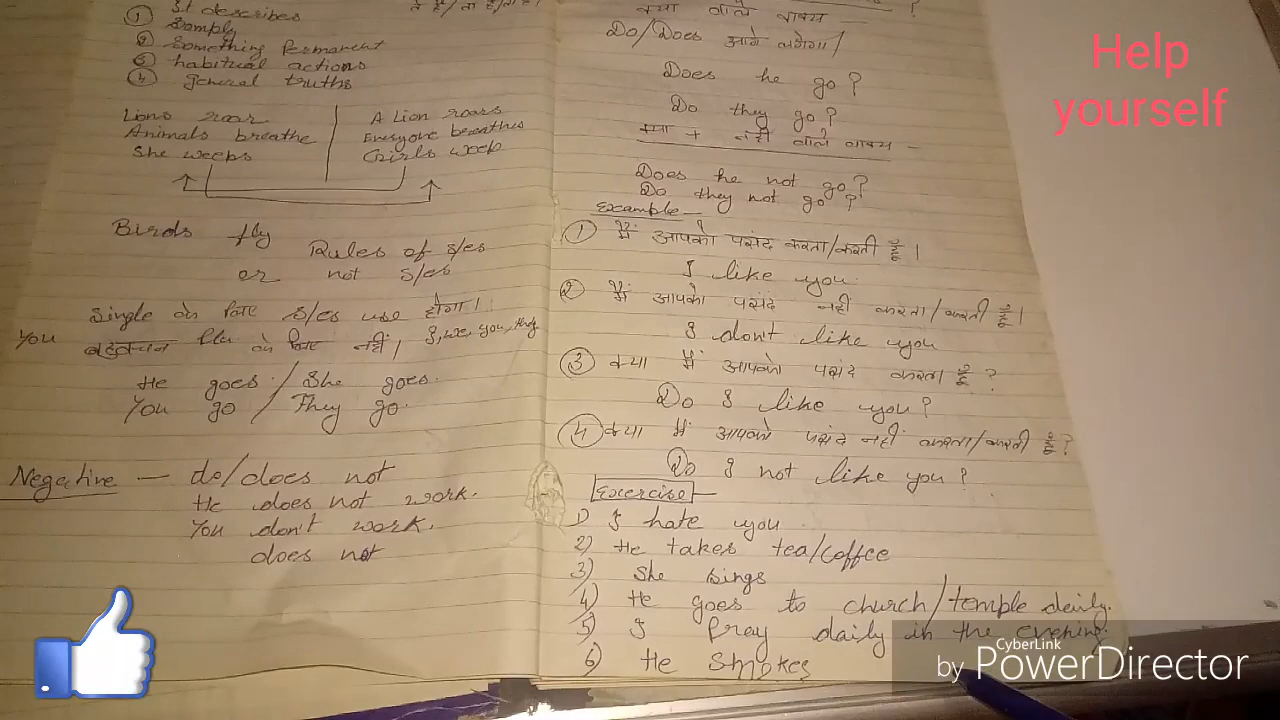 ते है/ता है/ती है।
① It describes
Somply
② Something Permanent
③ habitual actions
④ general truths
Lions roar
Animals breathe
She weeps
A Lion roars
Everyone breathes
Girls weep
Birds fly
Rules of s/es
or not s/es
Single के लिए s/es use होगा।
You बहुवचन के लिए नहीं। I, we, you, they
He goes / She goes.
You go / They go.
Negative — do/does not
He does not work.
You don't work.
does not
क्या वाले वाक्य — ?
Do/Does आगे लगेगा/
Does he go?
Do they go?
क्या + नहीं वाले वाक्य —
Does he not go?
Do they not go?
Example —
① मैं आपको पसंद करता/करती हूँ।
I like you.
② मैं आपको पसंद नहीं करता/करती हूँ।
I don't like you
③ क्या मैं आपको पसंद करता हूँ?
Do I like you?
④ क्या मैं आपको पसंद नहीं करता/करती हूँ?
Do I not like you?
Exercise —
1) I hate you
2) He takes tea/coffee
3) She sings
4) He goes to church/temple deily.
5) I Pray daily in the evening.
6) He Smokes
Help
yourself
by CyberLink
PowerDirector